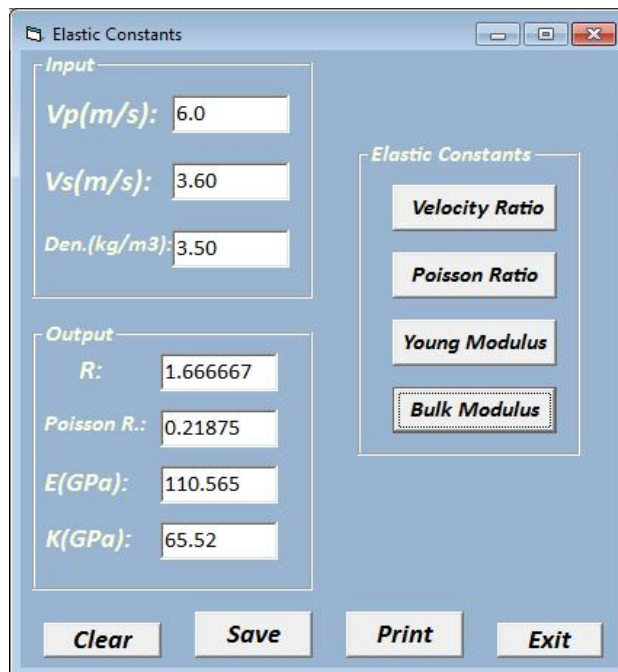 Elastic Constants
Input
Vp(m/s): 6.0
Vs(m/s): 3.60
Den.(kg/m3): 3.50
Output
R: 1.666667
Poisson R.: 0.21875
E(GPa): 110.565
K(GPa): 65.52
Elastic Constants
Velocity Ratio
Poisson Ratio
Young Modulus
Bulk Modulus
Clear
Save
Print
Exit